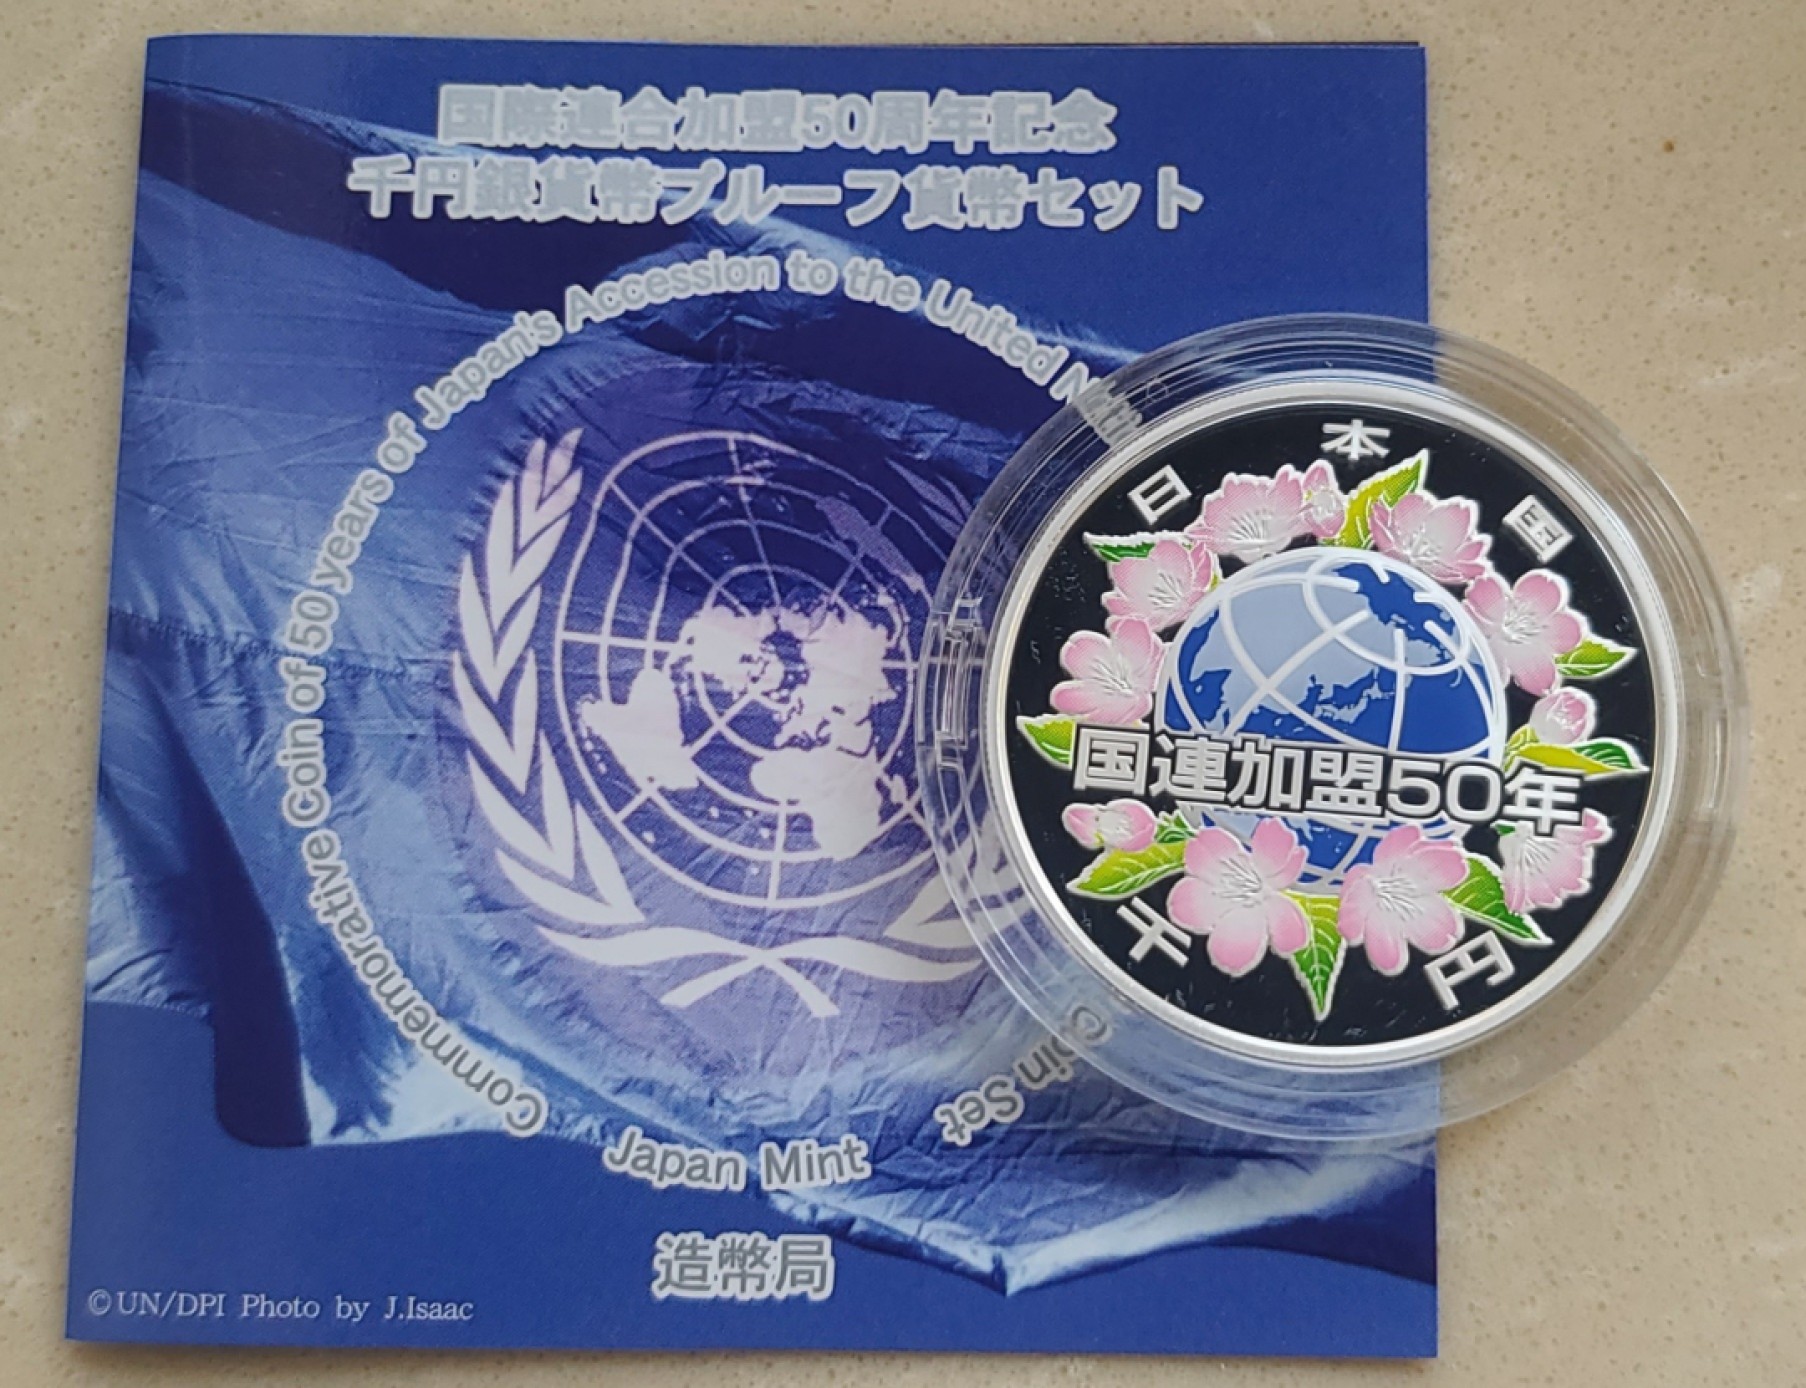 国際連合加盟50周年記念
千円銀貨幣プルーフ貨幣セット
Commemorative Coin of 50 years of Japan's Accession to the United
Coin Set
Japan Mint
造幣局
©UN/DPI Photo by J.Isaac
日本国
国連加盟50年
千円